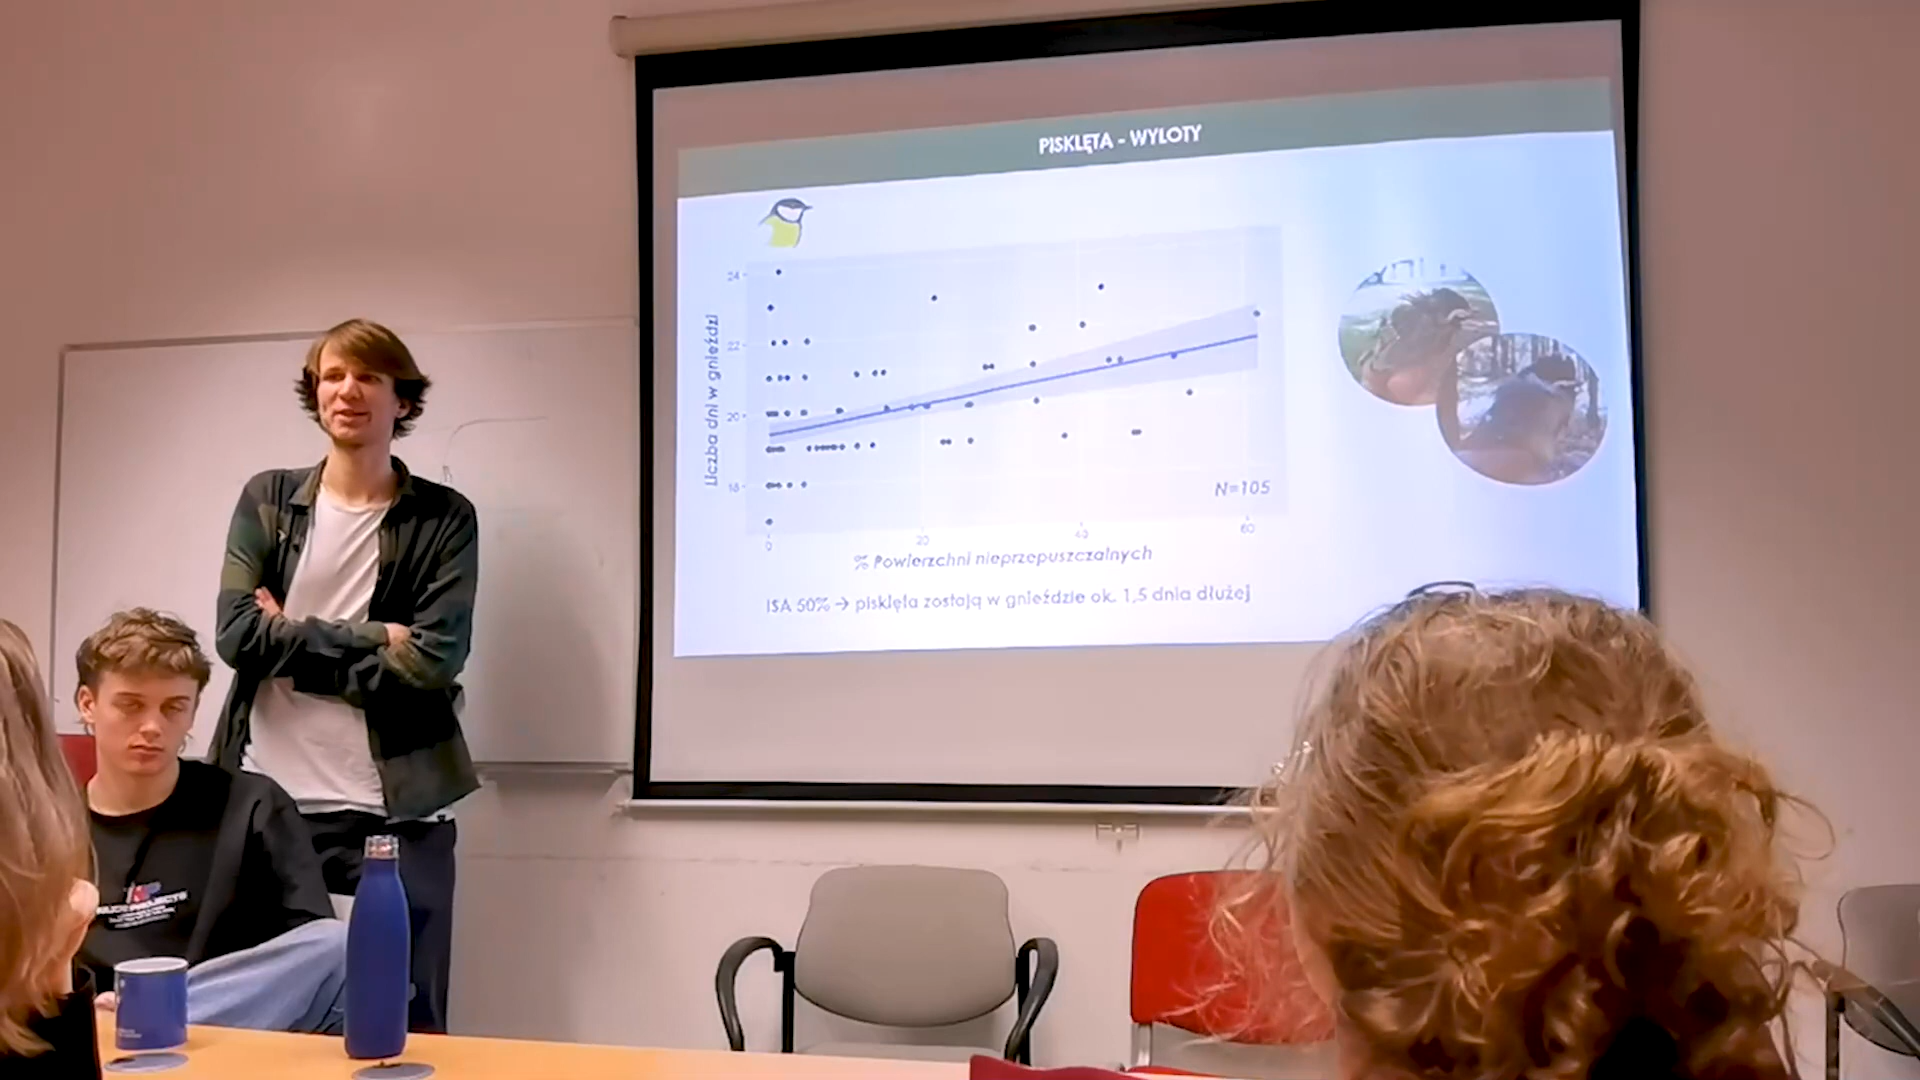 PISKLĘTA - WYLOTY
24
22
20
18
Liczba dni w gnieździe
N=105
0
20
40
60
% Powierzchni nieprzepuszczalnych
ISA 50% → pisklęta zostają w gnieździe ok. 1,5 dnia dłużej